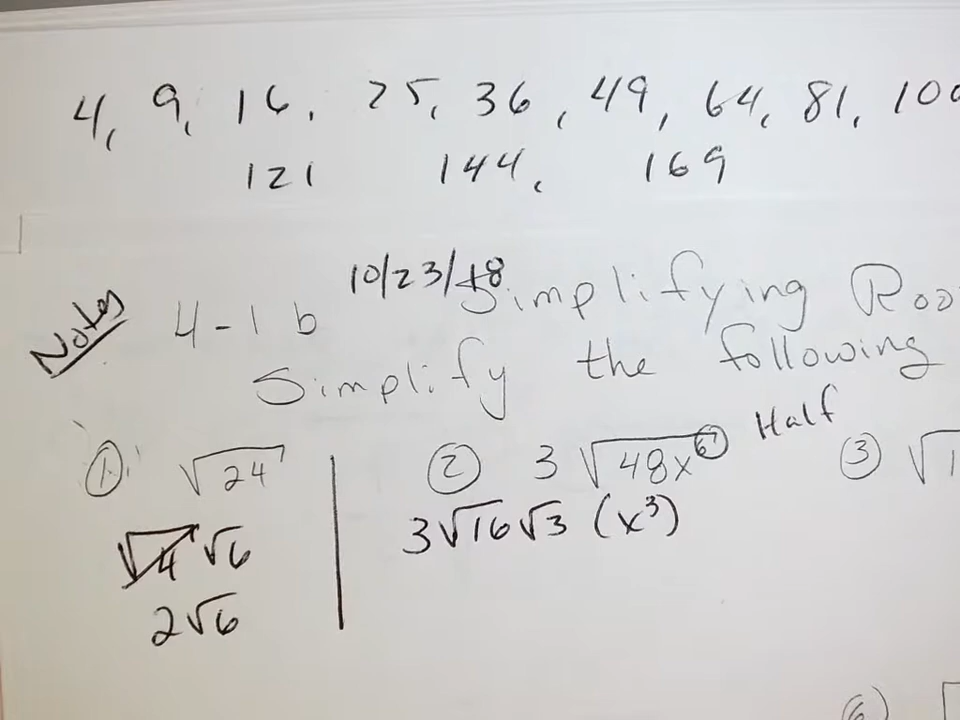 4, 9, 16, 25, 36, 49, 64, 81, 100
121 144, 169
Notes 4-1 b 10/23/18 Simplifying Roo
Simplify the following
① √24 ② 3√48x⁶ Half ③ √1
√4 √6 3√16√3 (x³)
2√6
⑥ √